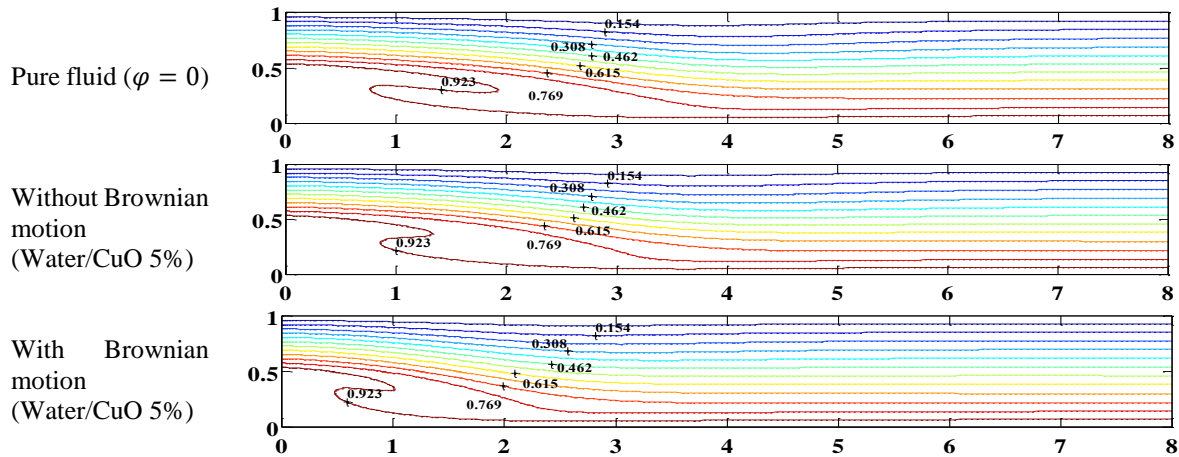 1
0.154
0.308
0.462
Pure fluid (φ = 0)
0.5
0.615
0.923
0.769
0
0 1 2 3 4 5 6 7 8
1
0.154
0.308
Without Brownian
motion
(Water/CuO 5%)
0.5
0.462
0.615
0.923
0.769
0
0 1 2 3 4 5 6 7 8
1
0.154
0.308
With Brownian
motion
(Water/CuO 5%)
0.5
0.462
0.615
0.923
0.769
0
0 1 2 3 4 5 6 7 8